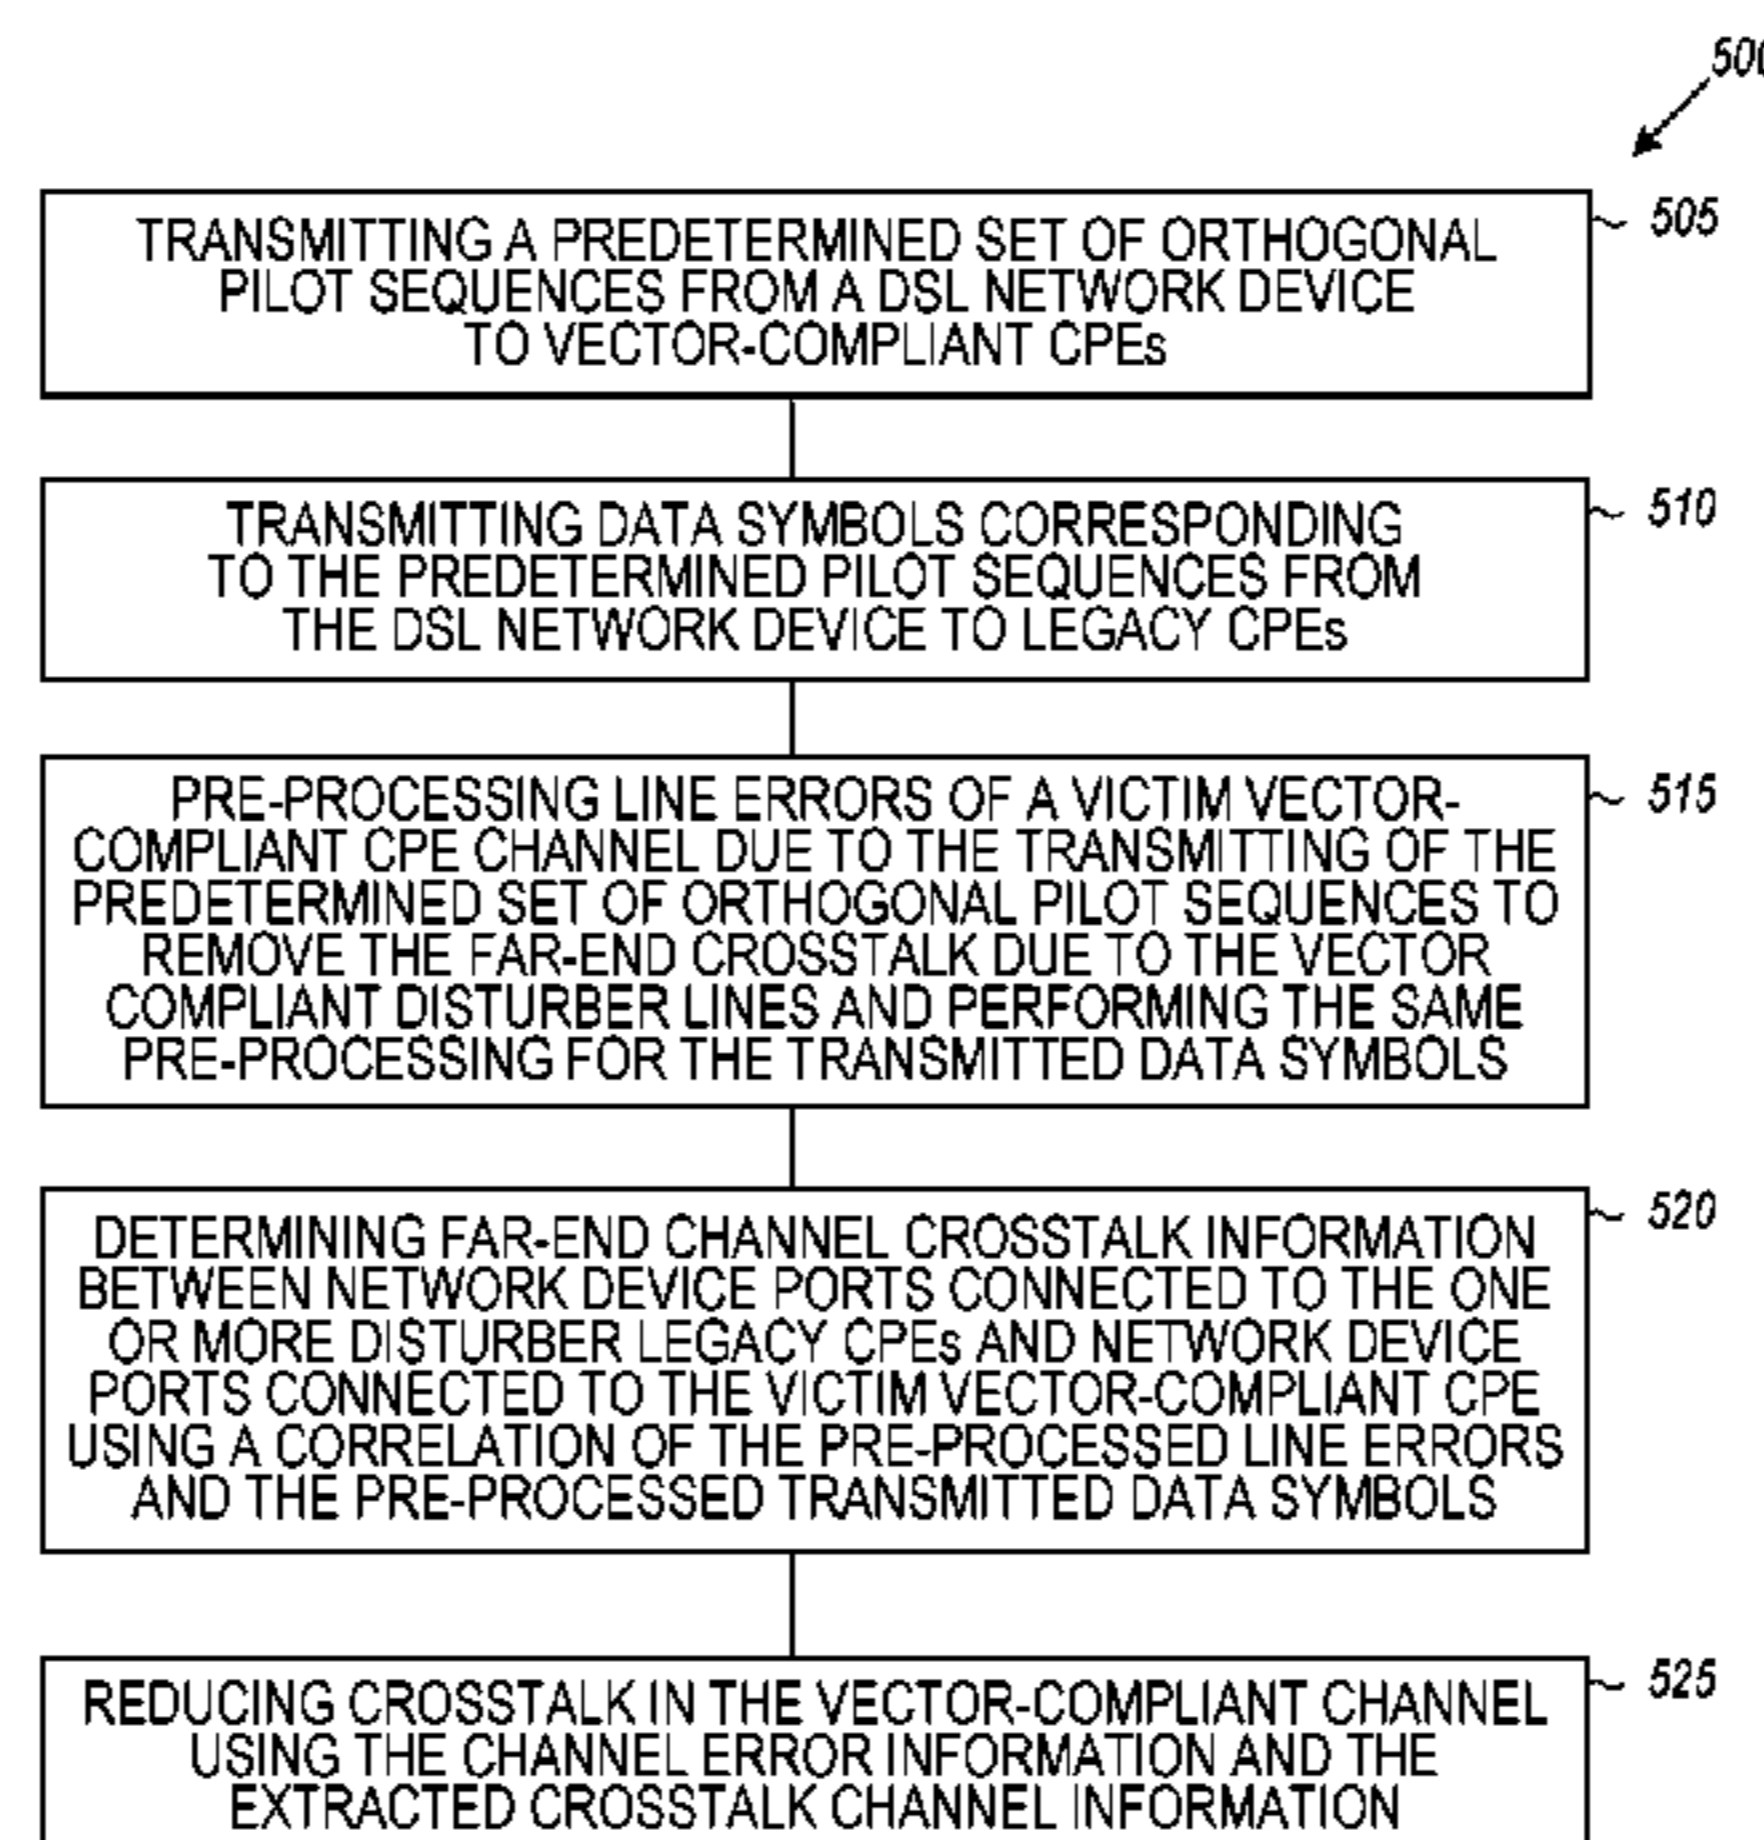 500
505
TRANSMITTING A PREDETERMINED SET OF ORTHOGONAL
PILOT SEQUENCES FROM A DSL NETWORK DEVICE
TO VECTOR-COMPLIANT CPEs
510
TRANSMITTING DATA SYMBOLS CORRESPONDING
TO THE PREDETERMINED PILOT SEQUENCES FROM
THE DSL NETWORK DEVICE TO LEGACY CPEs
515
PRE-PROCESSING LINE ERRORS OF A VICTIM VECTOR-
COMPLIANT CPE CHANNEL DUE TO THE TRANSMITTING OF THE
PREDETERMINED SET OF ORTHOGONAL PILOT SEQUENCES TO
REMOVE THE FAR-END CROSSTALK DUE TO THE VECTOR
COMPLIANT DISTURBER LINES AND PERFORMING THE SAME
PRE-PROCESSING FOR THE TRANSMITTED DATA SYMBOLS
520
DETERMINING FAR-END CHANNEL CROSSTALK INFORMATION
BETWEEN NETWORK DEVICE PORTS CONNECTED TO THE ONE
OR MORE DISTURBER LEGACY CPEs AND NETWORK DEVICE
PORTS CONNECTED TO THE VICTIM VECTOR-COMPLIANT CPE
USING A CORRELATION OF THE PRE-PROCESSED LINE ERRORS
AND THE PRE-PROCESSED TRANSMITTED DATA SYMBOLS
525
REDUCING CROSSTALK IN THE VECTOR-COMPLIANT CHANNEL
USING THE CHANNEL ERROR INFORMATION AND THE
EXTRACTED CROSSTALK CHANNEL INFORMATION